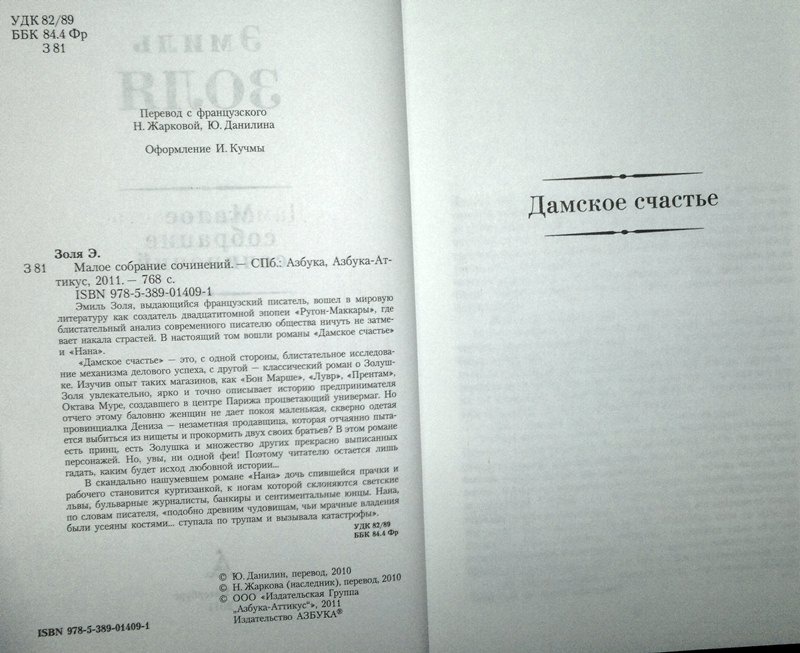 УДК 82/89
ББК 84.4 Фр
З 81
Эмиль
ЗОЛЯ
Перевод с французского
Н. Жарковой, Ю. Данилина
Оформление И. Кучмы
Малое
собрание
Золя Э.
З 81
Малое собрание сочинений. — СПб.: Азбука, Азбука-Ат-
тикус, 2011. — 768 с.
ISBN 978-5-389-01409-1
Эмиль Золя, выдающийся французский писатель, вошел в мировую
литературу как создатель двадцатитомной эпопеи «Ругон-Маккары», где
блистательный анализ современного писателю общества ничуть не затме-
вает накала страстей. В настоящий том вошли романы «Дамское счастье»
и «Нана».
«Дамское счастье» — это, с одной стороны, блистательное исследова-
ние механизма делового успеха, с другой — классический роман о Золуш-
ке. Изучив опыт таких магазинов, как «Бон Марше», «Лувр», «Прентам»,
Золя увлекательно, ярко и точно описывает историю предпринимателя
Октава Муре, создавшего в центре Парижа процветающий универмаг. Но
отчего этому баловню женщин не дает покоя маленькая, скверно одетая
провинциалка Дениза — незаметная продавщица, которая отчаянно пыта-
ется выбиться из нищеты и прокормить двух своих братьев? В этом романе
есть принц, есть Золушка и множество других прекрасно выписанных
персонажей. Но, увы, ни одной феи! Поэтому читателю остается лишь
гадать, каким будет исход любовной истории...
В скандально нашумевшем романе «Нана» дочь спившейся прачки и
рабочего становится куртизанкой, к ногам которой склоняются светские
львы, бульварные журналисты, банкиры и сентиментальные юнцы. Нана,
по словам писателя, «подобно древним чудовищам, чьи мрачные владения
были усеяны костями... ступала по трупам и вызывала катастрофы».
УДК 82/89
ББК 84.4 Фр
© Ю. Данилин, перевод, 2010
© Н. Жаркова (наследник), перевод, 2010
© ООО «Издательская Группа
„Азбука-Аттикус“», 2011
Издательство АЗБУКА®
ISBN 978-5-389-01409-1
Дамское счастье